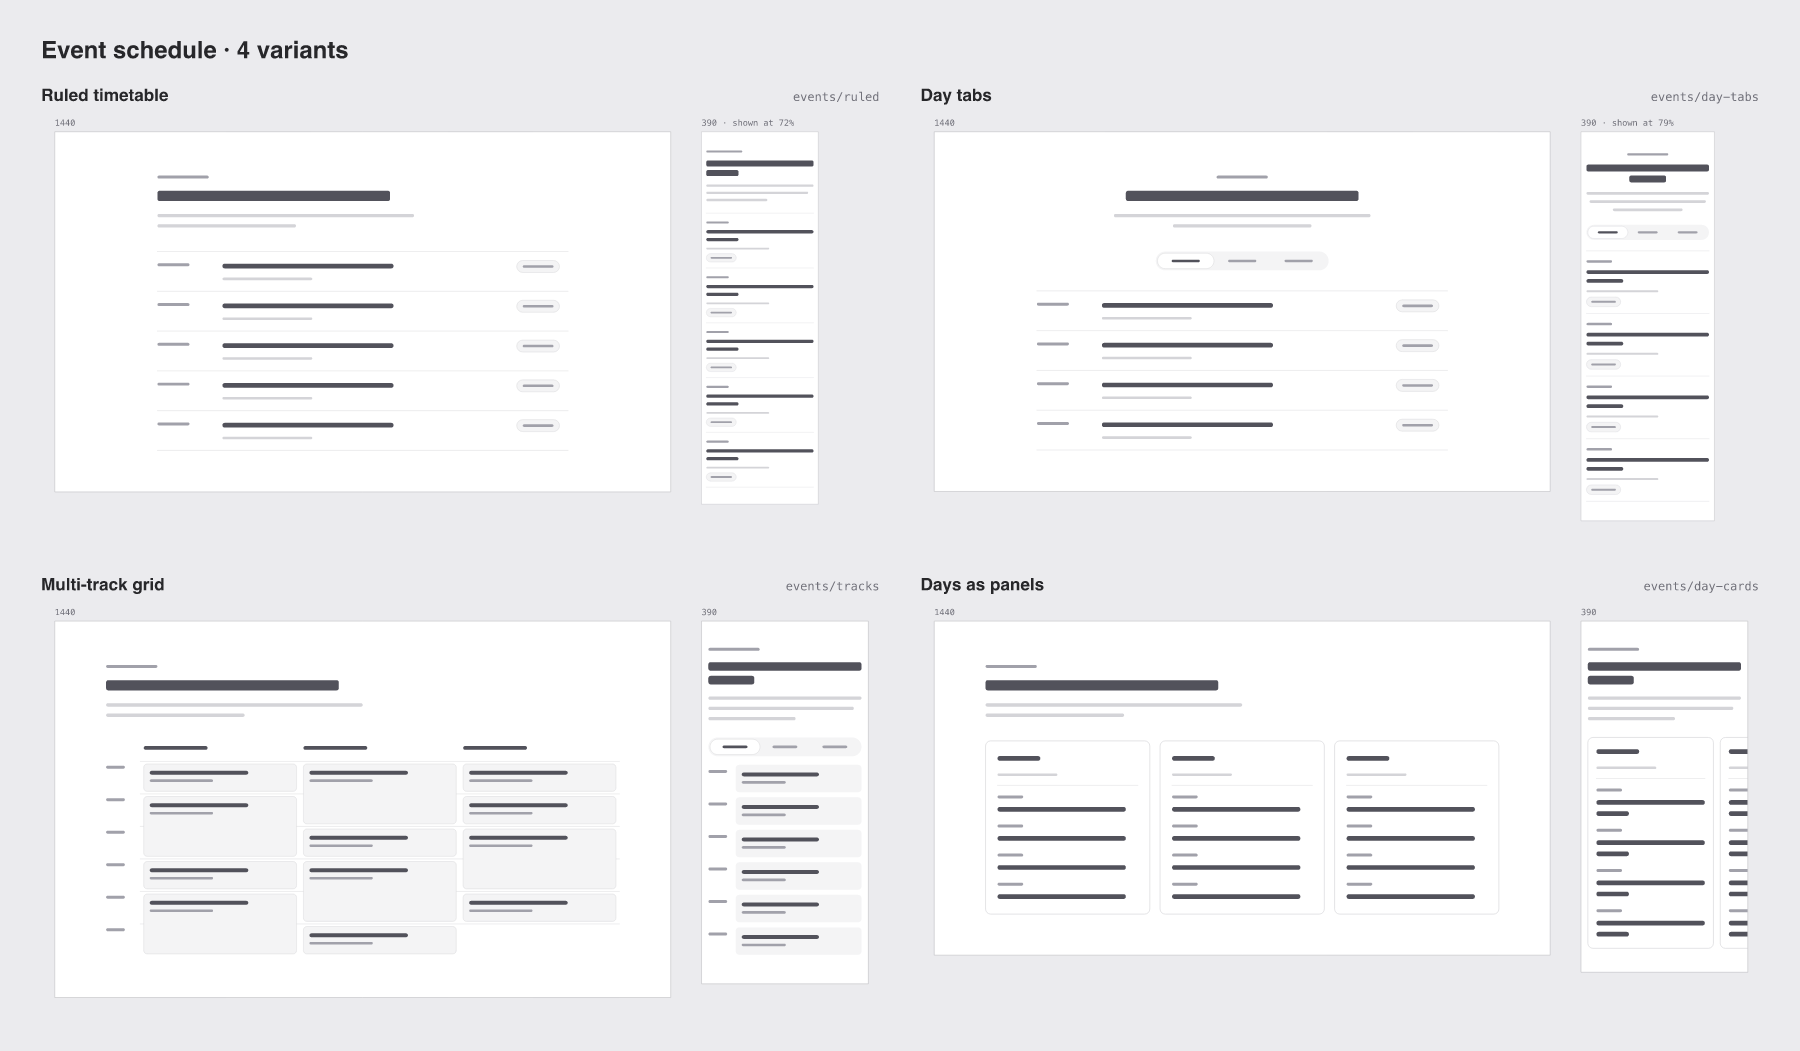 Event schedule · 4 variants
Ruled timetable
events/ruled
1440
390 · shown at 72%
Day tabs
events/day-tabs
1440
390 · shown at 79%
Multi-track grid
events/tracks
1440
390
Days as panels
events/day-cards
1440
390